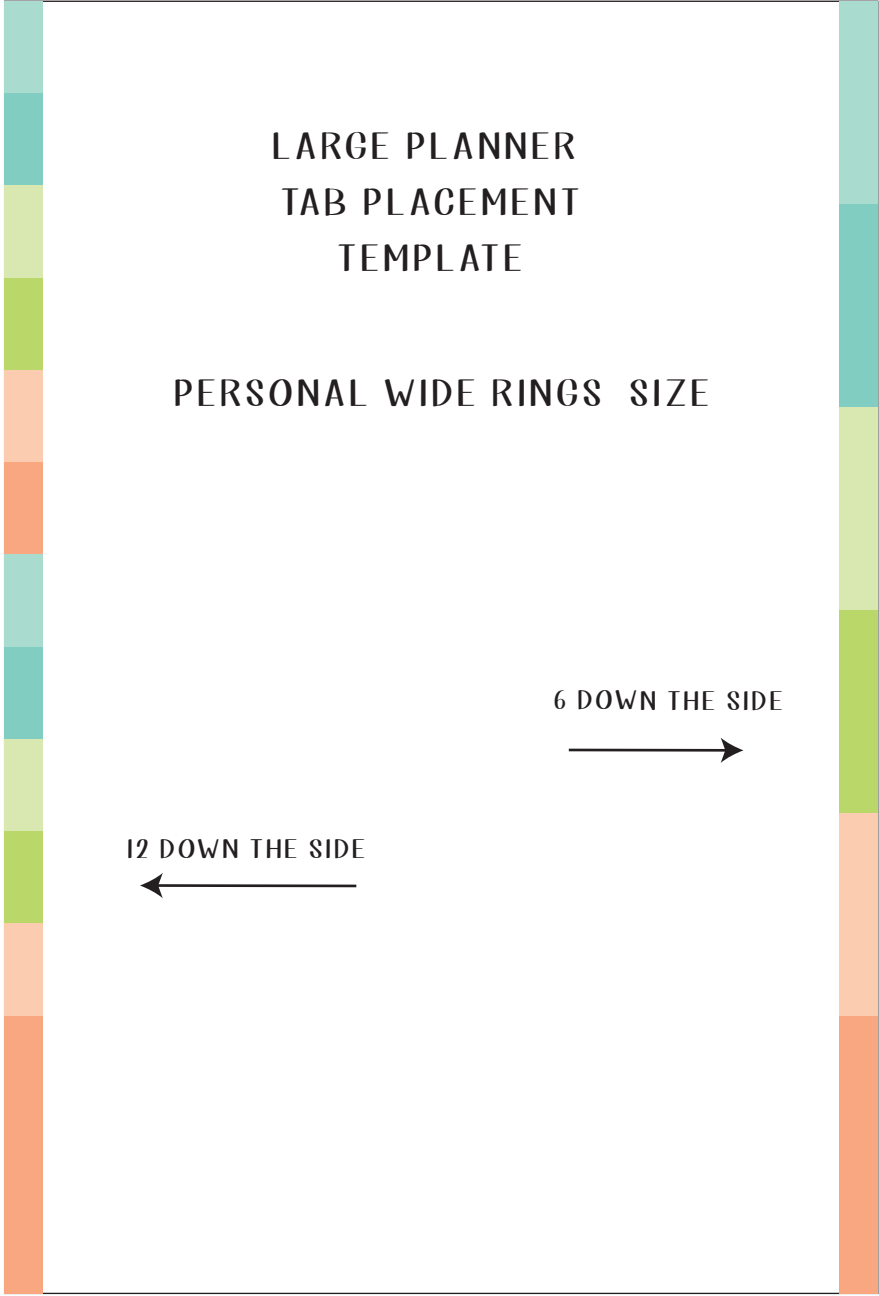 LARGE PLANNER
TAB PLACEMENT
TEMPLATE
PERSONAL WIDE RINGS SIZE
6 DOWN THE SIDE
12 DOWN THE SIDE